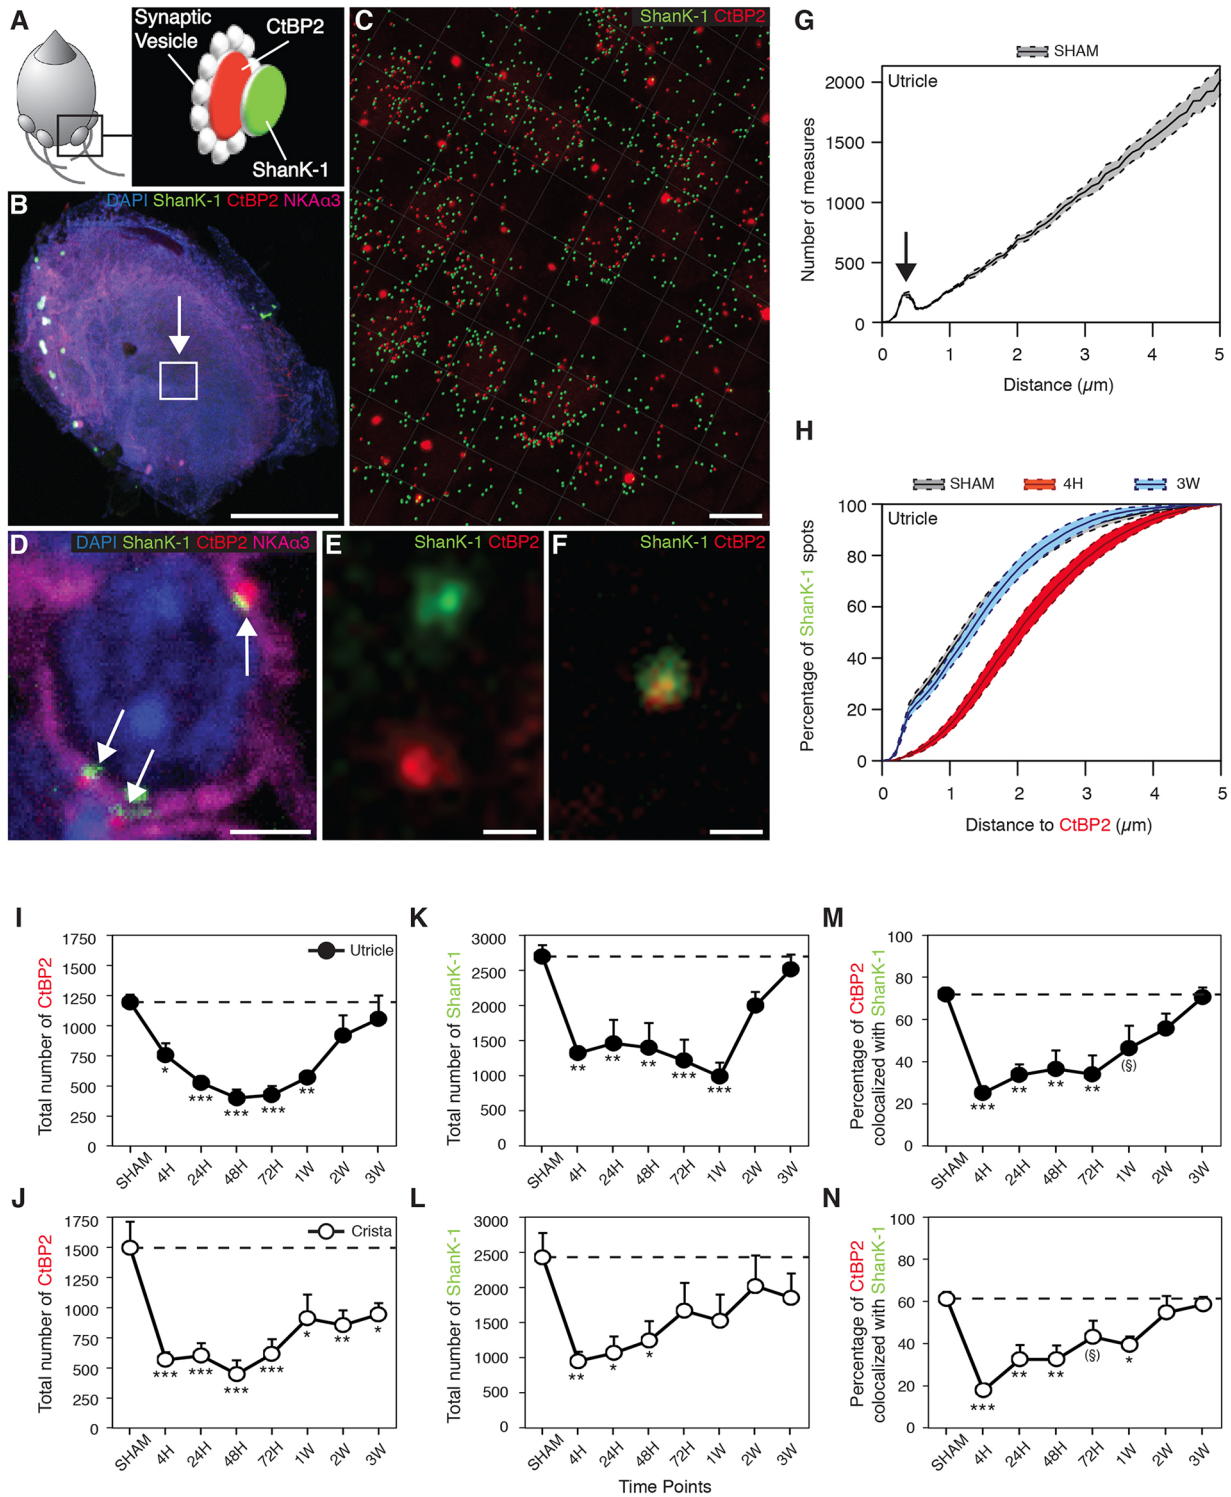 A
Synaptic
Vesicle
CtBP2
ShanK-1
B
DAPI ShanK-1 CtBP2 NKAα3
C
ShanK-1 CtBP2
D
DAPI ShanK-1 CtBP2 NKAα3
E
ShanK-1 CtBP2
F
ShanK-1 CtBP2
G
SHAM
Utricle
Number of measures
2000
1500
1000
500
0
0 1 2 3 4 5
Distance (µm)
H
SHAM 4H 3W
Utricle
Percentage of ShanK-1 spots
100
80
60
40
20
0
0 1 2 3 4 5
Distance to CtBP2 (µm)
I
Utricle
Total number of CtBP2
1750
1500
1250
1000
750
500
250
0
* *** *** *** **
SHAM 4H 24H 48H 72H 1W 2W 3W
K
Total number of ShanK-1
3000
2500
2000
1500
1000
500
0
** ** ** *** ***
SHAM 4H 24H 48H 72H 1W 2W 3W
M
Percentage of CtBP2
colocalized with ShanK-1
100
80
60
40
20
0
*** ** ** ** (§)
SHAM 4H 24H 48H 72H 1W 2W 3W
J
Crista
Total number of CtBP2
1750
1500
1250
1000
750
500
250
0
*** *** *** *** * ** *
SHAM 4H 24H 48H 72H 1W 2W 3W
L
Total number of ShanK-1
3000
2500
2000
1500
1000
500
0
** * *
SHAM 4H 24H 48H 72H 1W 2W 3W
Time Points
N
Percentage of CtBP2
colocalized with ShanK-1
100
80
60
40
20
0
*** ** ** (§) *
SHAM 4H 24H 48H 72H 1W 2W 3W